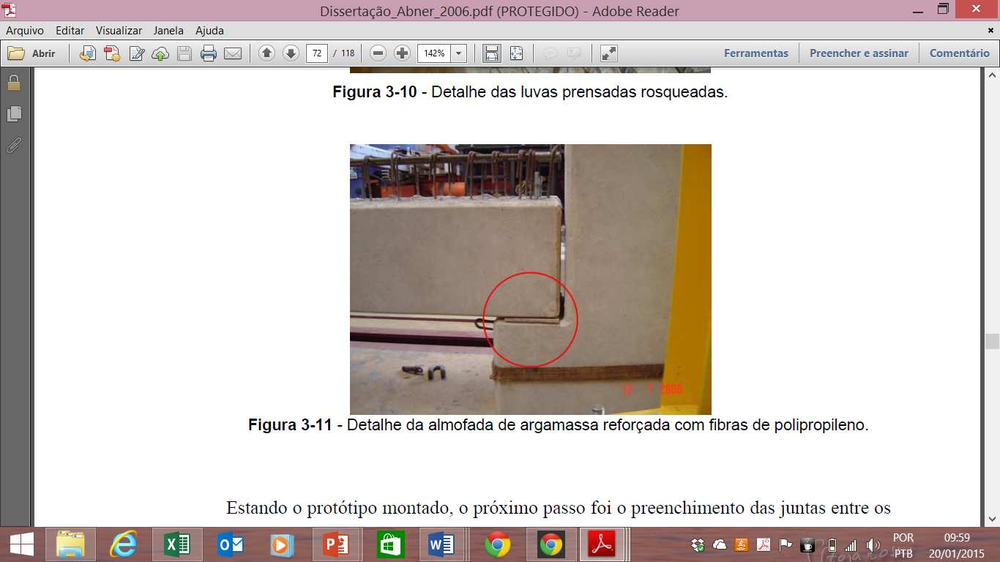 Dissertação_Abner_2006.pdf (PROTEGIDO) - Adobe Reader
Arquivo Editar Visualizar Janela Ajuda
Abrir 72 / 118 142% Ferramentas Preencher e assinar Comentário
Figura 3-10 - Detalhe das luvas prensadas rosqueadas.
1 2006
Figura 3-11 - Detalhe da almofada de argamassa reforçada com fibras de polipropileno.
Estando o protótipo montado, o próximo passo foi o preenchimento das juntas entre os
POR 09:59
PTB 20/01/2015